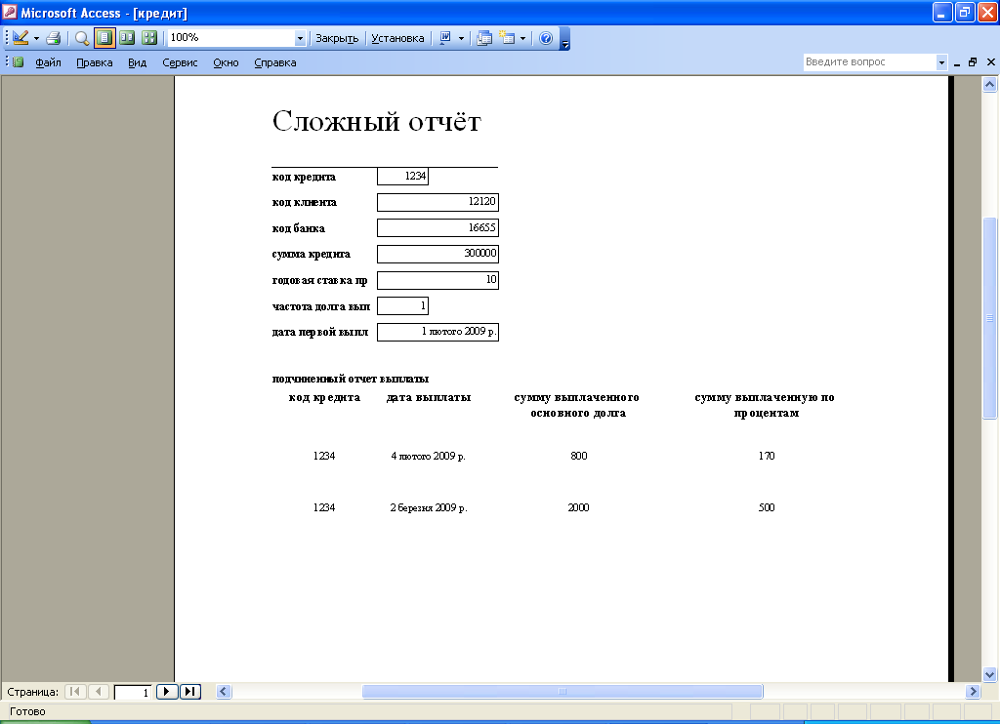 Microsoft Access - [кредит]
100% Закрыть Установка
Файл Правка Вид Сервис Окно Справка Введите вопрос
Сложный отчёт
код кредита 1234
код клиента 12120
код банка 16655
сумма кредита 300000
годовая ставка пр 10
частота долга вып 1
дата первой выпл 1 лютого 2009 р.
подчиненный отчет выплаты
код кредита дата выплаты сумму выплаченного сумму выплаченную по
основного долга процентам
1234 4 лютого 2009 р. 800 170
1234 2 березня 2009 р. 2000 500
Страница: 1
Готово